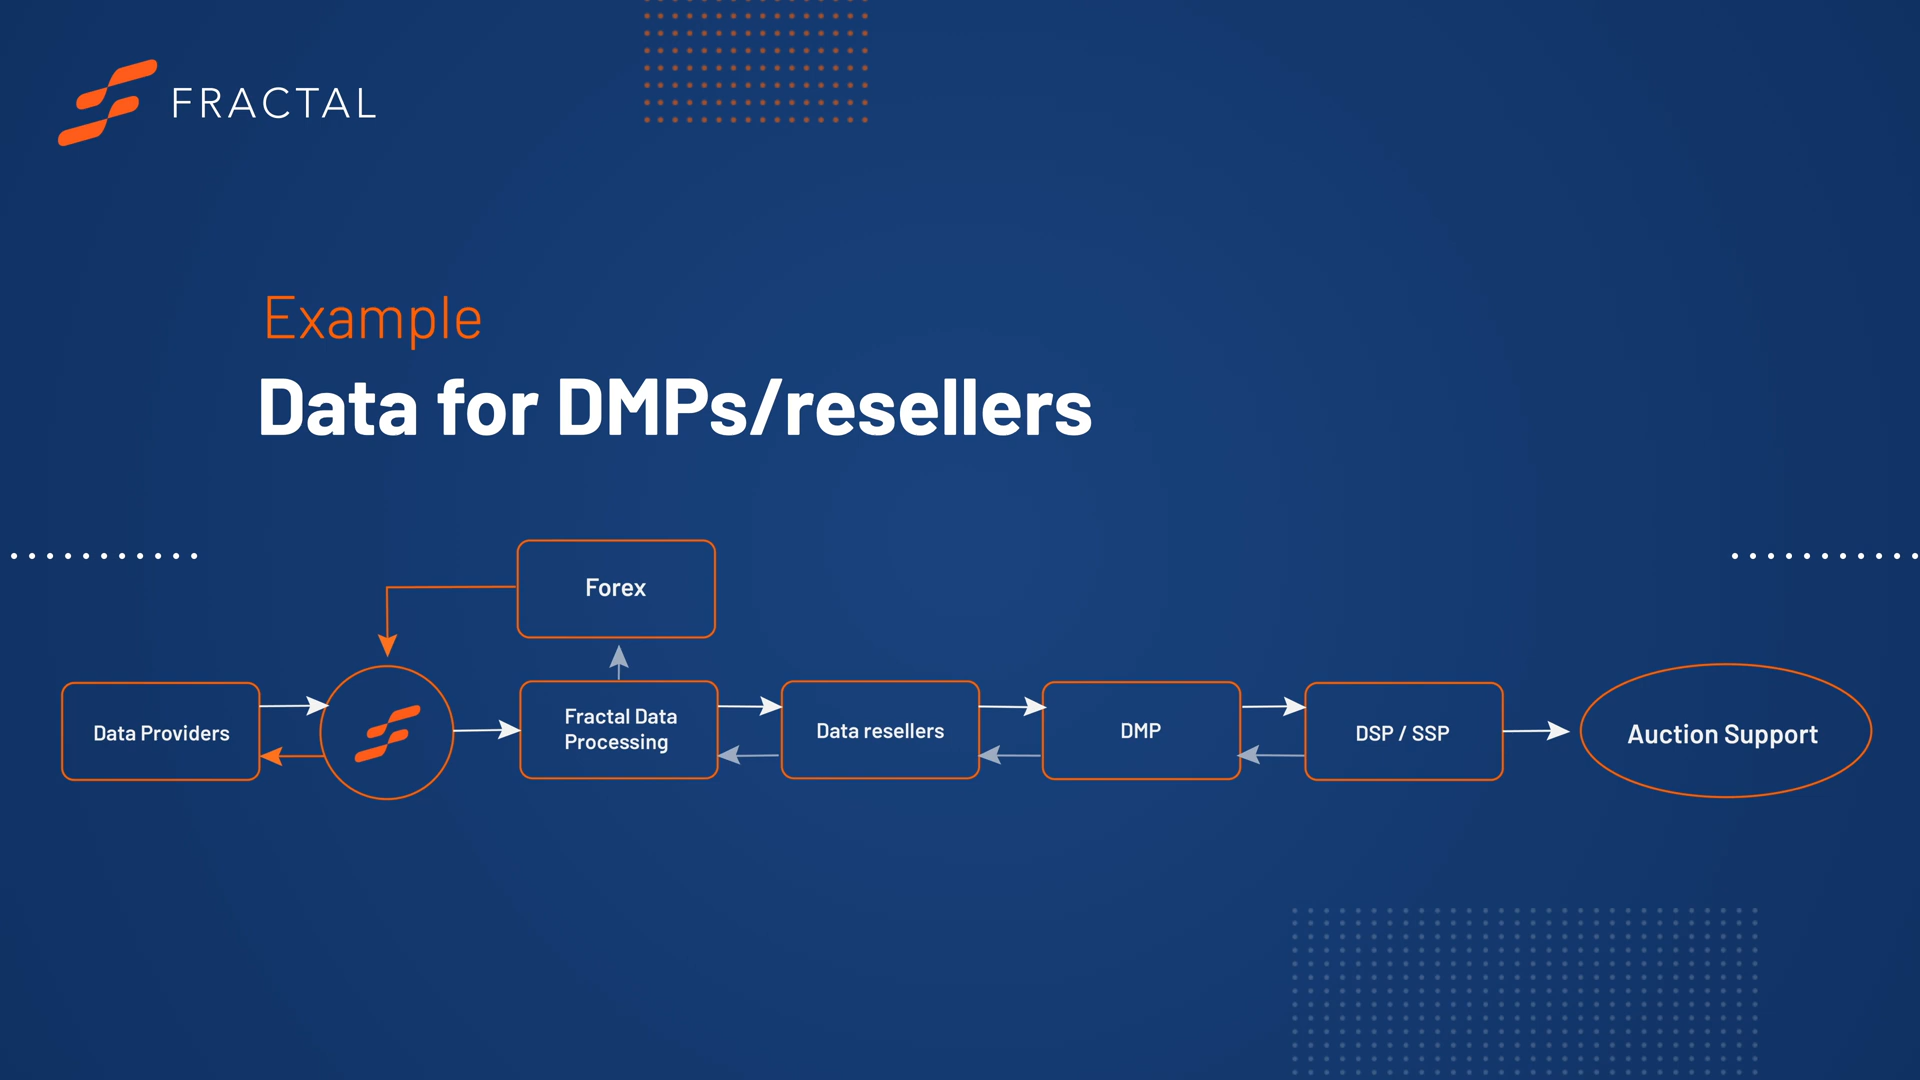 FRACTAL
Example
Data for DMPs/resellers
Forex
Data Providers
Fractal Data
Processing
Data resellers
DMP
DSP / SSP
Auction Support